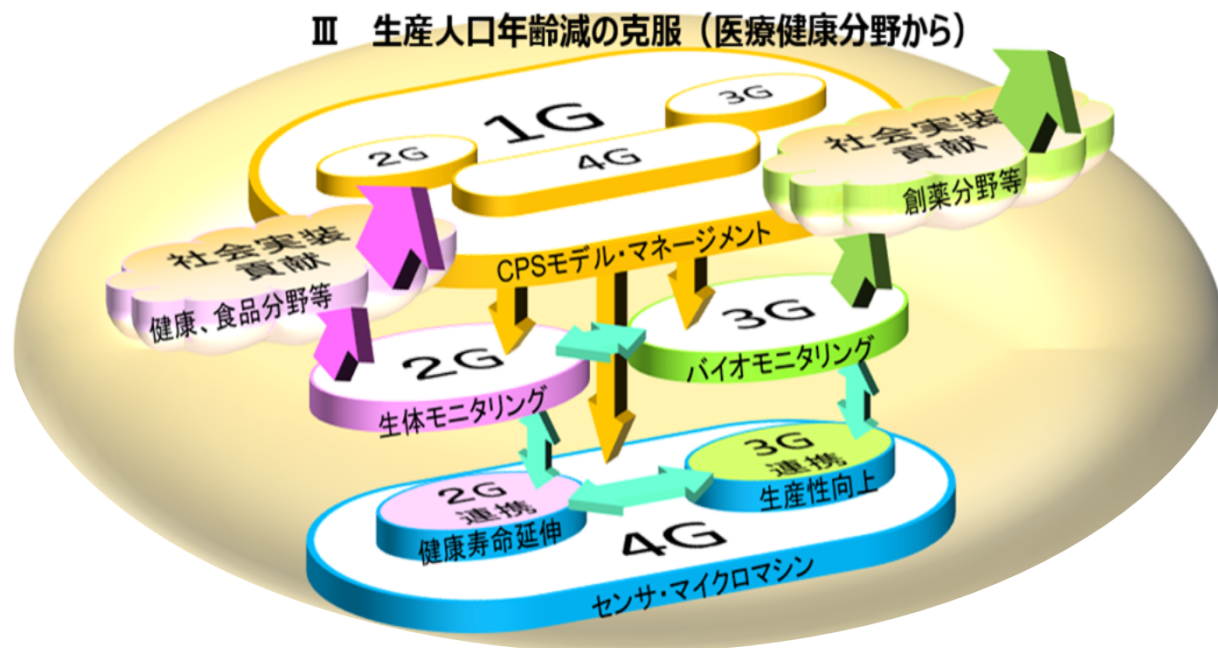 Ⅲ 生産人口年齢減の克服（医療健康分野から）
1G
2G
3G
4G
CPSモデル・マネージメント
社会実装
貢献
創薬分野等
社会実装
貢献
健康、食品分野等
2G
生体モニタリング
3G
バイオモニタリング
2G
連携
健康寿命延伸
3G
連携
生産性向上
4G
センサ・マイクロマシン